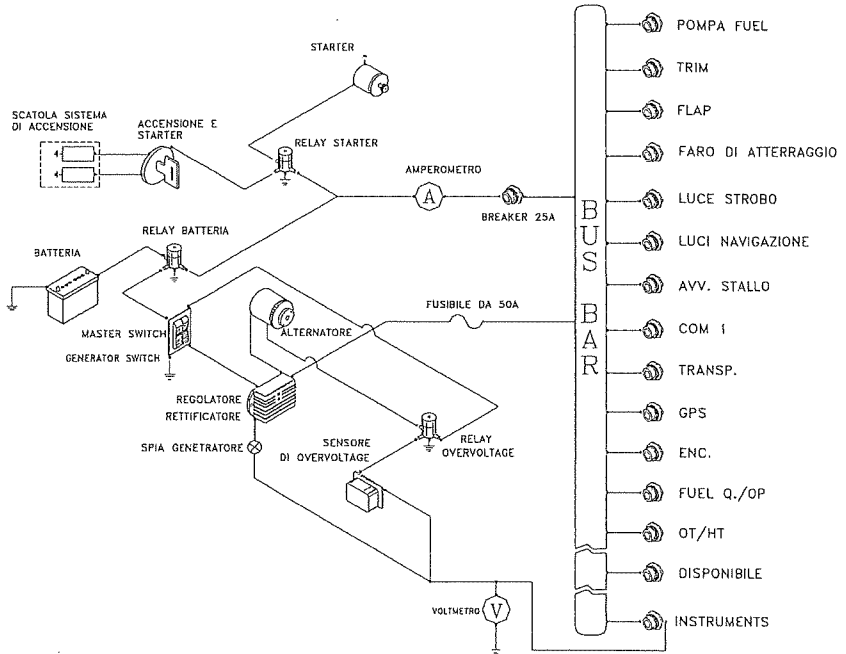 STARTER
SCATOLA SISTEMA
DI ACCENSIONE
ACCENSIONE E
STARTER
RELAY STARTER
AMPEROMETRO
A
BREAKER 25A
RELAY BATTERIA
BATTERIA
MASTER SWITCH
GENERATOR SWITCH
ALTERNATORE
FUSIBILE DA 50A
REGOLATORE
RETTIFICATORE
SPIA GENETRATORE
SENSORE
DI OVERVOLTAGE
RELAY
OVERVOLTAGE
VOLTMETRO
V
BUS BAR
POMPA FUEL
TRIM
FLAP
FARO DI ATTERRAGGIO
LUCE STROBO
LUCI NAVIGAZIONE
AVV. STALLO
COM 1
TRANSP.
GPS
ENC.
FUEL Q./OP
OT/HT
DISPONIBILE
INSTRUMENTS